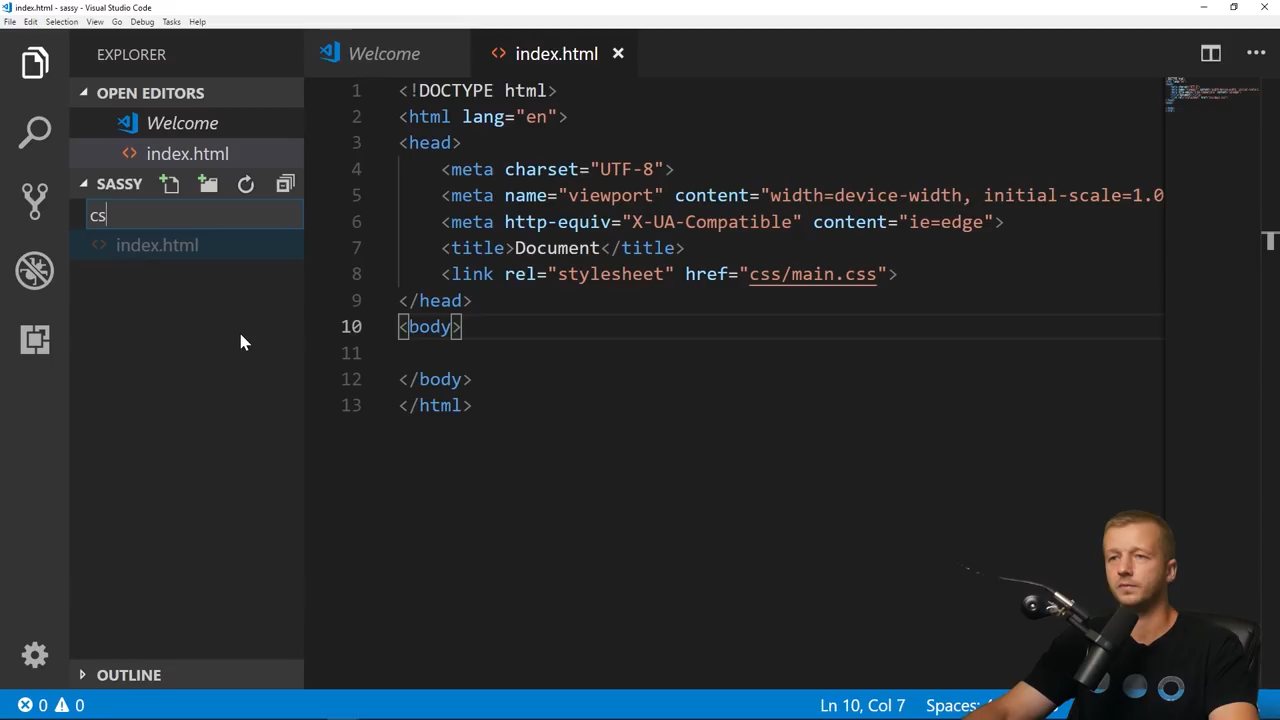 index.html - sassy - Visual Studio Code
File Edit Selection View Go Debug Tasks Help
EXPLORER
OPEN EDITORS
Welcome
index.html
SASSY
cs
index.html
OUTLINE
Welcome
index.html
1 <!DOCTYPE html>
2 <html lang="en">
3 <head>
4 <meta charset="UTF-8">
5 <meta name="viewport" content="width=device-width, initial-scale=1.0
6 <meta http-equiv="X-UA-Compatible" content="ie=edge">
7 <title>Document</title>
8 <link rel="stylesheet" href="css/main.css">
9 </head>
10 <body>
11
12 </body>
13 </html>
0 0
Ln 10, Col 7 Spaces: